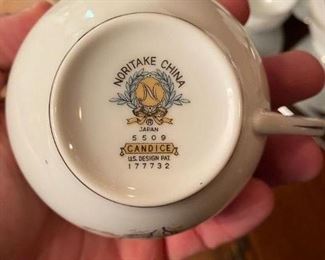 NORITAKE CHINA
N
®
JAPAN
5509
CANDICE
U.S. DESIGN PAT.
177732